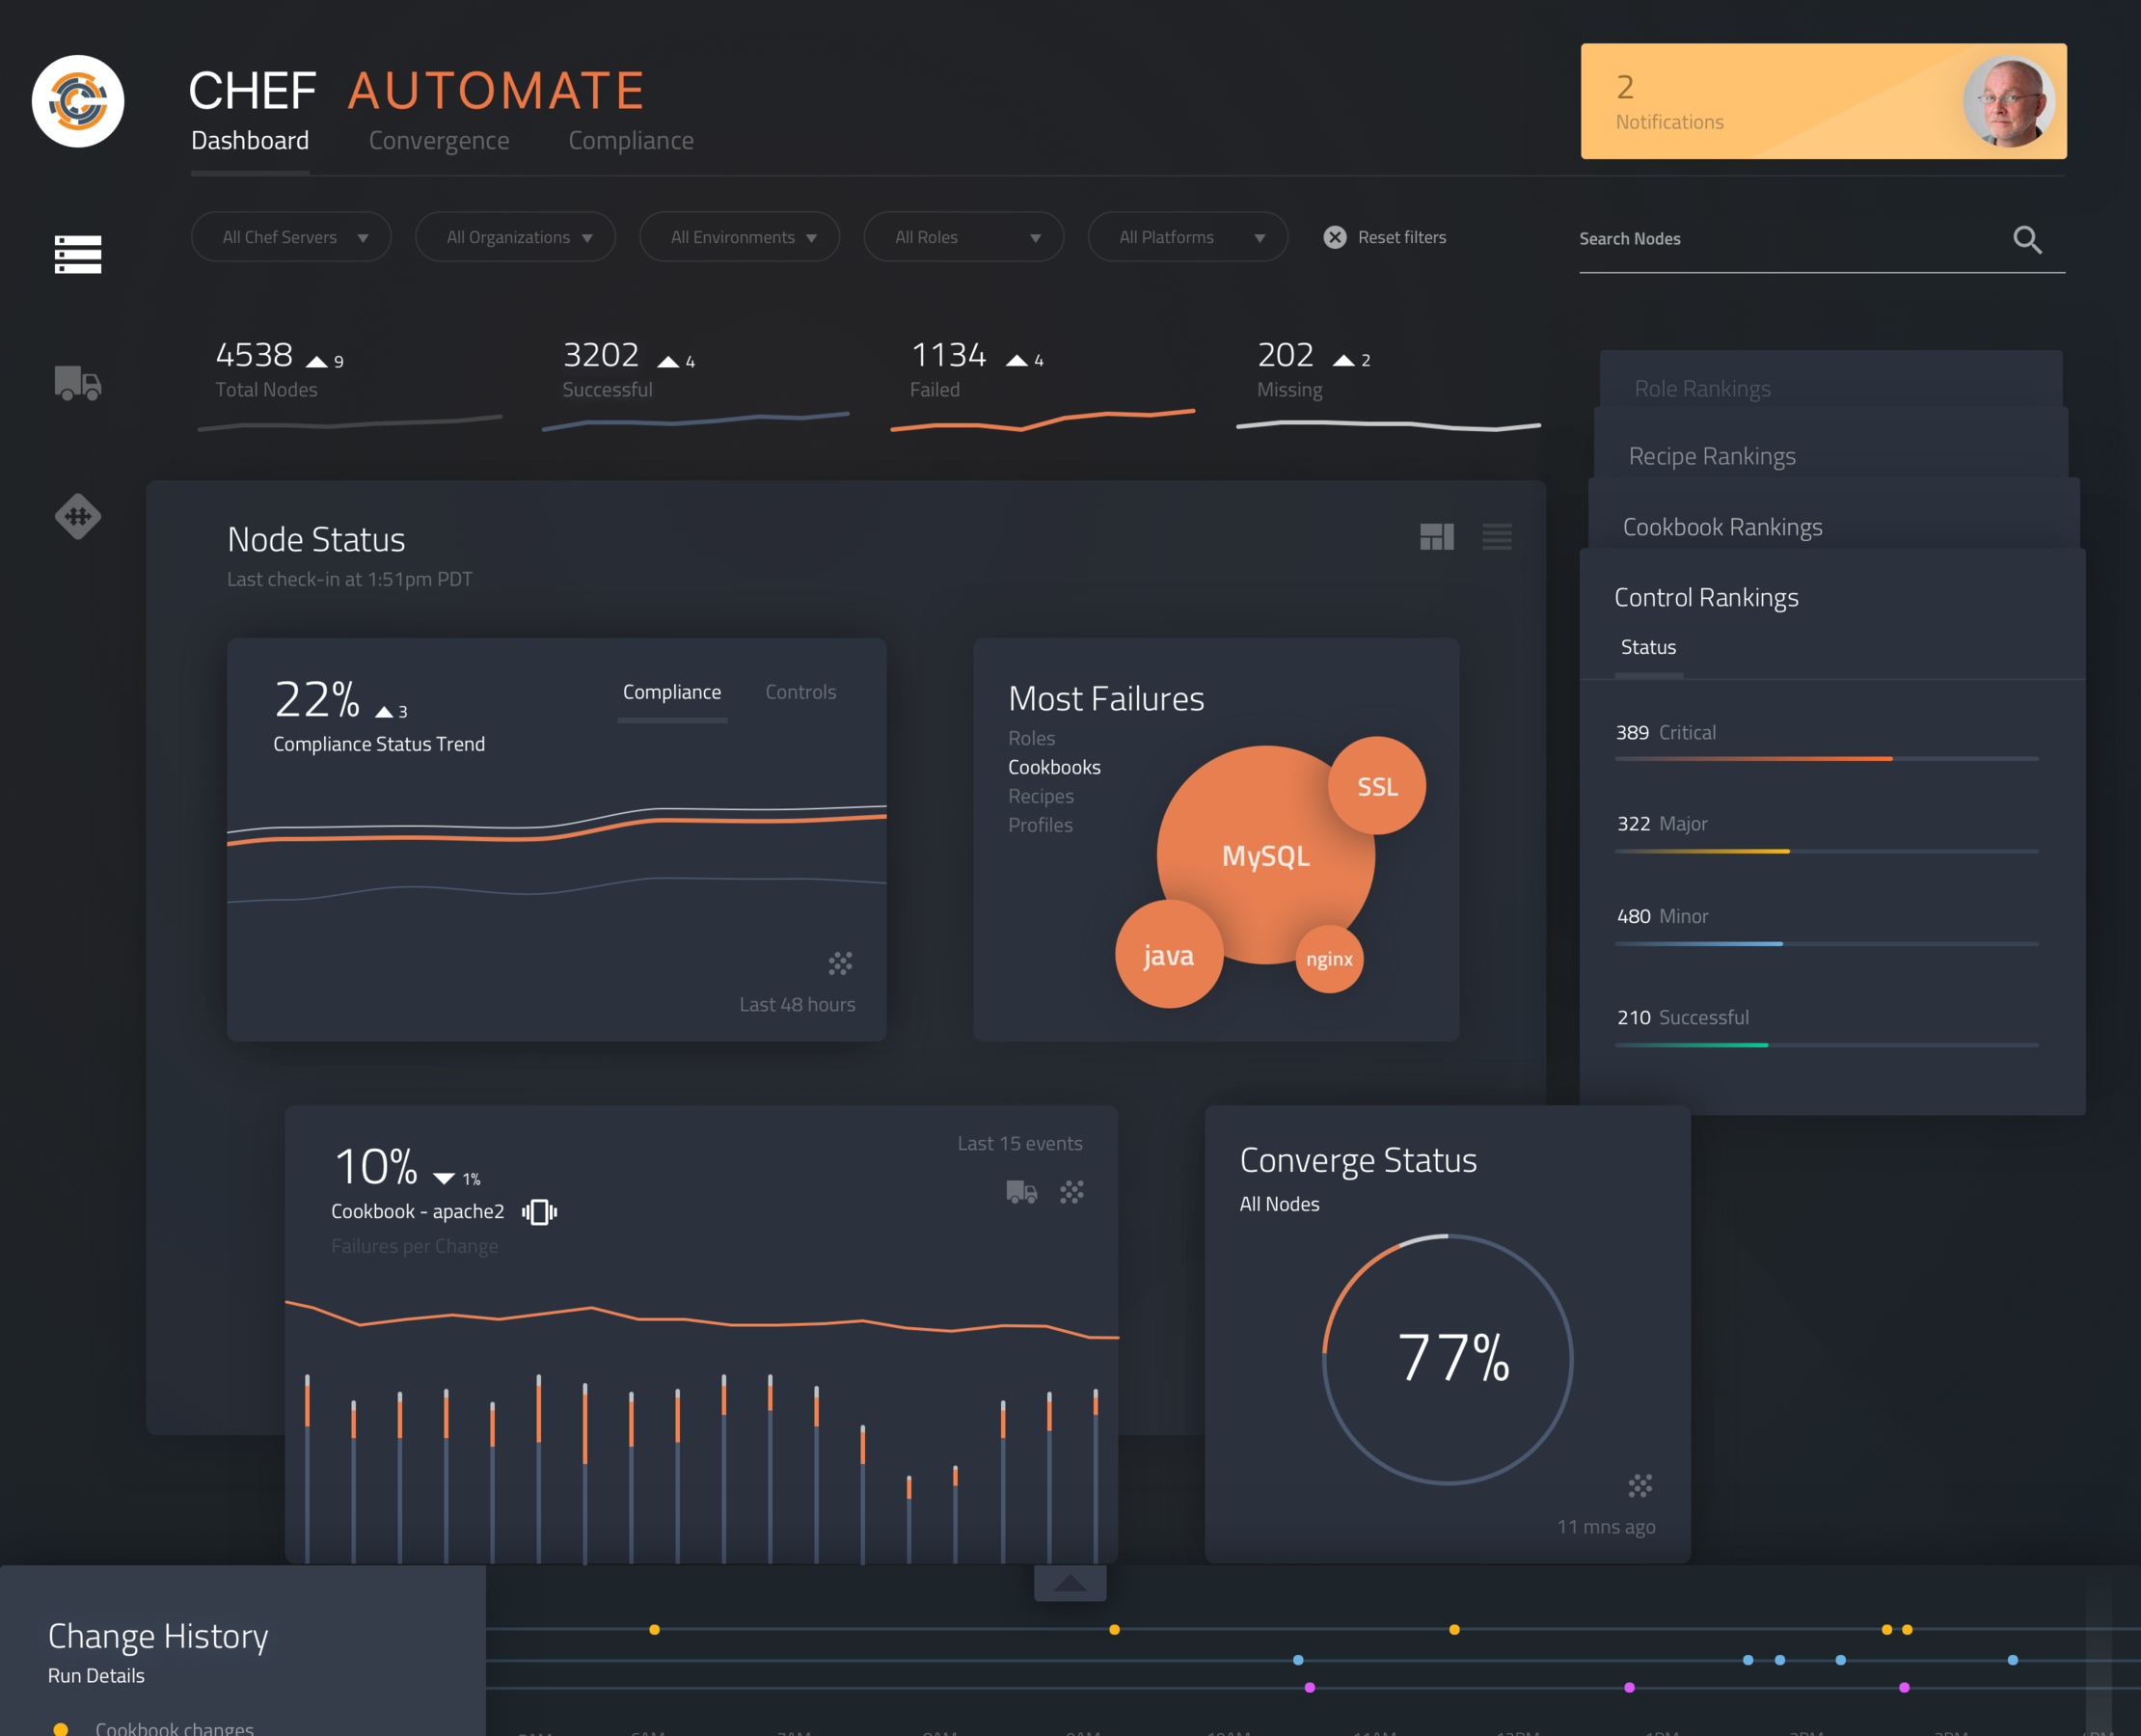 CHEF AUTOMATE
Dashboard Convergence Compliance
2
Notifications
All Chef Servers All Organizations All Environments All Roles All Platforms Reset filters
Search Nodes
4538 9
Total Nodes
3202 4
Successful
1134 4
Failed
202 2
Missing
Role Rankings
Recipe Rankings
Cookbook Rankings
Control Rankings
Status
389 Critical
322 Major
480 Minor
210 Successful
Node Status
Last check-in at 1:51pm PDT
22% 3
Compliance Status Trend
Compliance Controls
Last 48 hours
Most Failures
Roles
Cookbooks
Recipes
Profiles
SSL
MySQL
java
nginx
10% 1%
Cookbook - apache2
Failures per Change
Last 15 events
Converge Status
All Nodes
77%
11 mns ago
Change History
Run Details
Cookbook changes